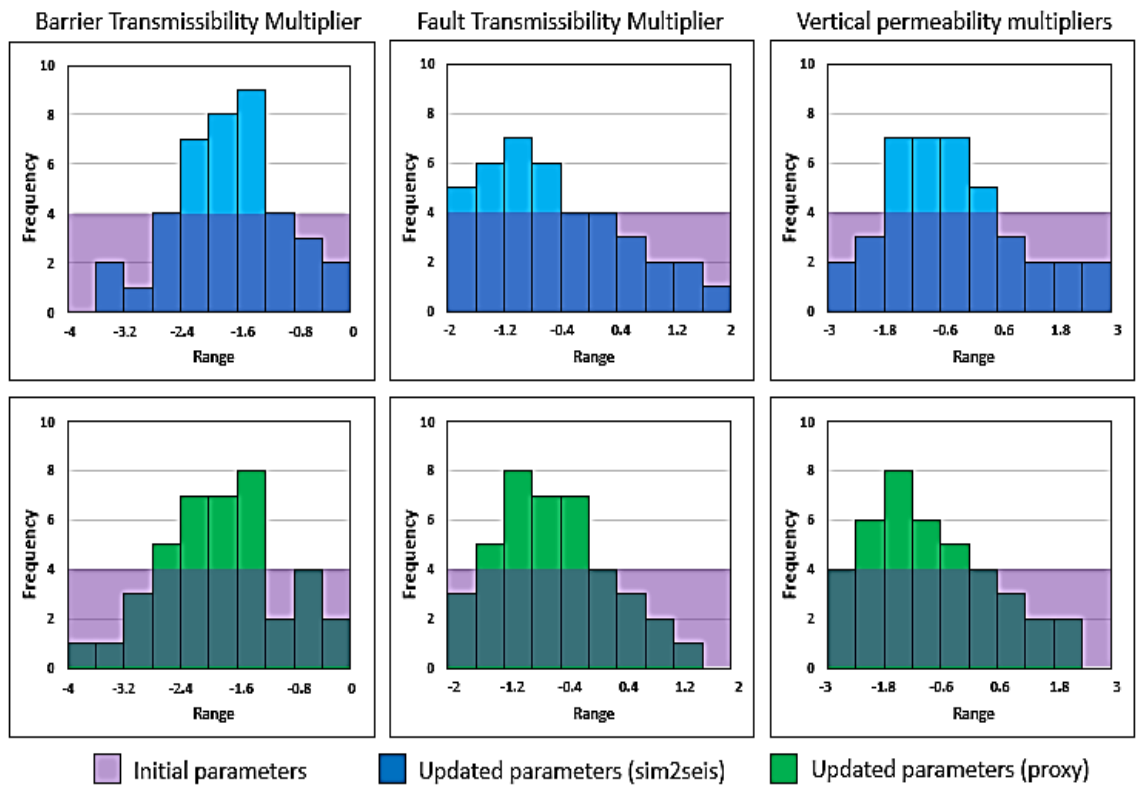 Barrier Transmissibility Multiplier
Fault Transmissibility Multiplier
Vertical permeability multipliers
10
8
6
4
2
0
Frequency
-4 -3.2 -2.4 -1.6 -0.8 0
Range
10
8
6
4
2
0
Frequency
-2 -1.2 -0.4 0.4 1.2 2
Range
10
8
6
4
2
0
Frequency
-3 -1.8 -0.6 0.6 1.8 3
Range
10
8
6
4
2
0
Frequency
-4 -3.2 -2.4 -1.6 -0.8 0
Range
10
8
6
4
2
0
Frequency
-2 -1.2 -0.4 0.4 1.2 2
Range
10
8
6
4
2
0
Frequency
-3 -1.8 -0.6 0.6 1.8 3
Range
Initial parameters
Updated parameters (sim2seis)
Updated parameters (proxy)